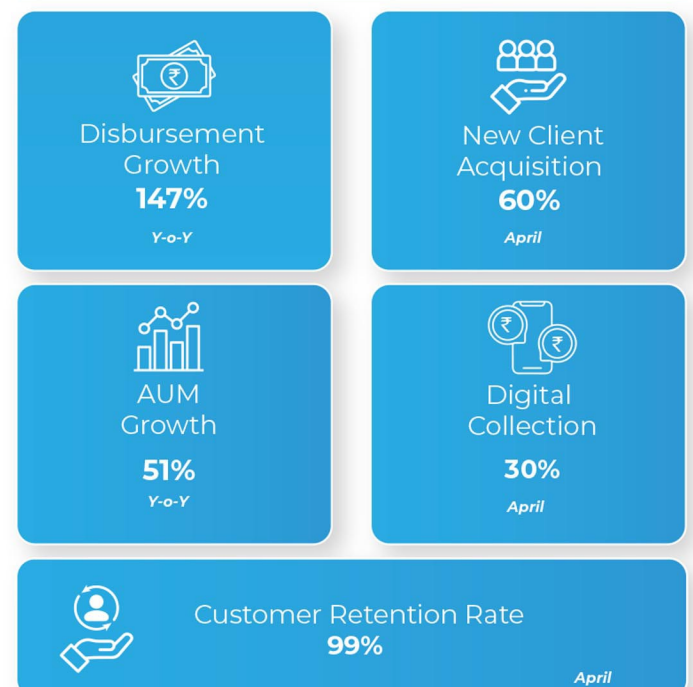 Disbursement
Growth
147%
Y-o-Y
New Client
Acquisition
60%
April
AUM
Growth
51%
Y-o-Y
Digital
Collection
30%
April
Customer Retention Rate
99%
April